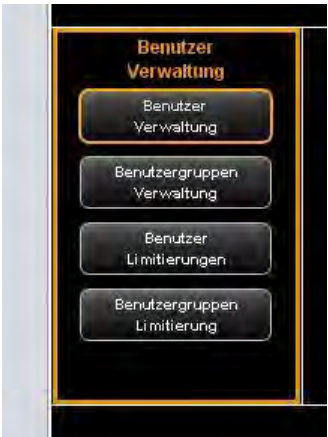 Benutzer
Verwaltung
Benutzer
Verwaltung
Benutzergruppen
Verwaltung
Benutzer
Limitierungen
Benutzergruppen
Limitierung